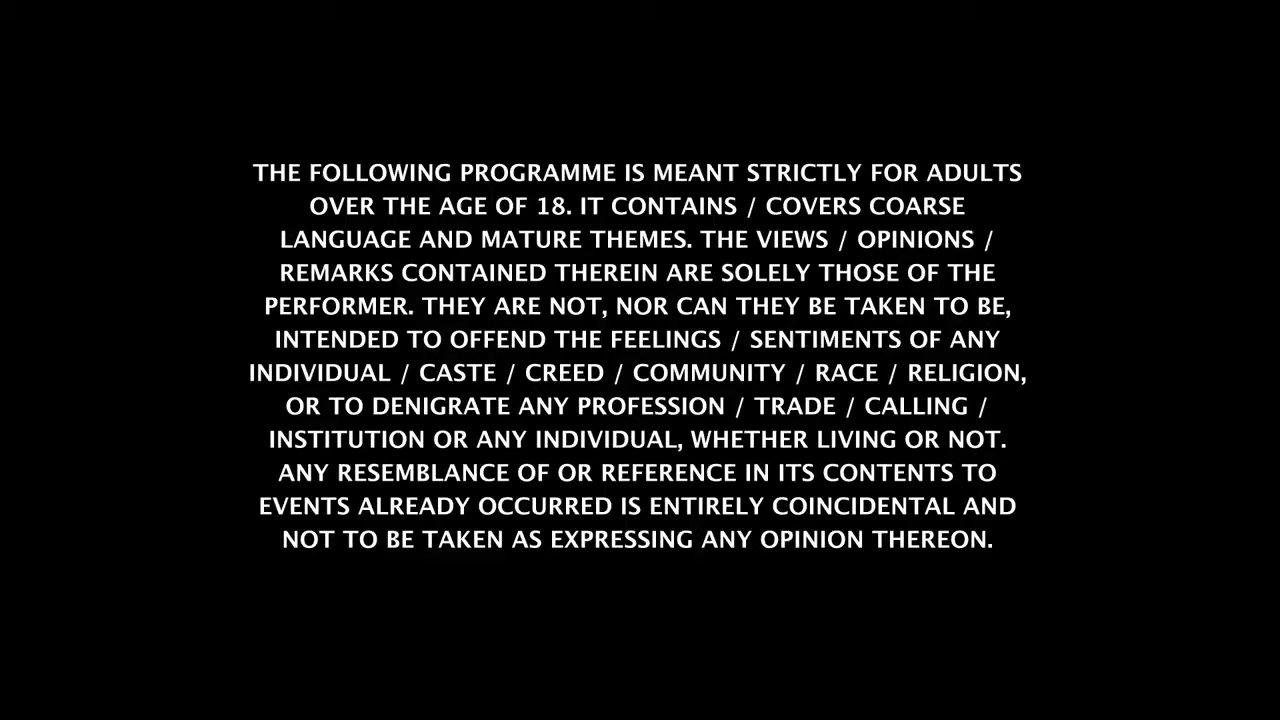 THE FOLLOWING PROGRAMME IS MEANT STRICTLY FOR ADULTS
OVER THE AGE OF 18. IT CONTAINS / COVERS COARSE
LANGUAGE AND MATURE THEMES. THE VIEWS / OPINIONS /
REMARKS CONTAINED THEREIN ARE SOLELY THOSE OF THE
PERFORMER. THEY ARE NOT, NOR CAN THEY BE TAKEN TO BE,
INTENDED TO OFFEND THE FEELINGS / SENTIMENTS OF ANY
INDIVIDUAL / CASTE / CREED / COMMUNITY / RACE / RELIGION,
OR TO DENIGRATE ANY PROFESSION / TRADE / CALLING /
INSTITUTION OR ANY INDIVIDUAL, WHETHER LIVING OR NOT.
ANY RESEMBLANCE OF OR REFERENCE IN ITS CONTENTS TO
EVENTS ALREADY OCCURRED IS ENTIRELY COINCIDENTAL AND
NOT TO BE TAKEN AS EXPRESSING ANY OPINION THEREON.